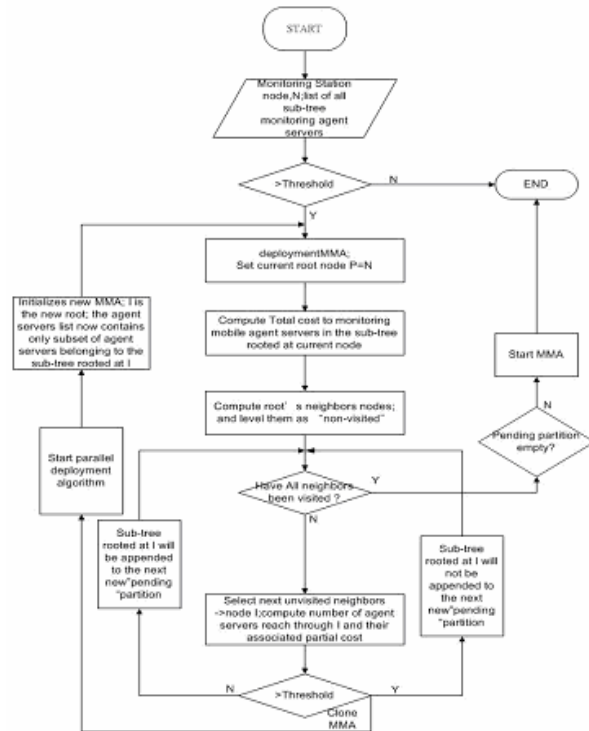 START
Monitoring Station
node,N;list of all
sub-tree
monitoring agent
servers
>Threshold
N
END
Y
deploymentMMA;
Set current root node P=N
Initializes new MMA; I is
the new root; the agent
servers list now contains
only subset of agent
servers belonging to the
sub-tree rooted at I
Compute Total cost to monitoring
mobile agent servers in the sub-tree
rooted at current node
Start MMA
Compute root's neighbors nodes;
and level them as "non-visited"
N
Pending partition
empty?
Start parallel
deployment
algorithm
Have All neighbors
been visited ?
Y
N
Sub-tree
rooted at I will
be appended
to the next
new"pending
"partition
Sub-tree
rooted at I will
not be
appended to
the next
new"pending
"partition
Select next unvisited neighbors
->node I;compute number of agent
servers reach through I and their
associated partial cost
N
>Threshold
Y
Clone
MMA